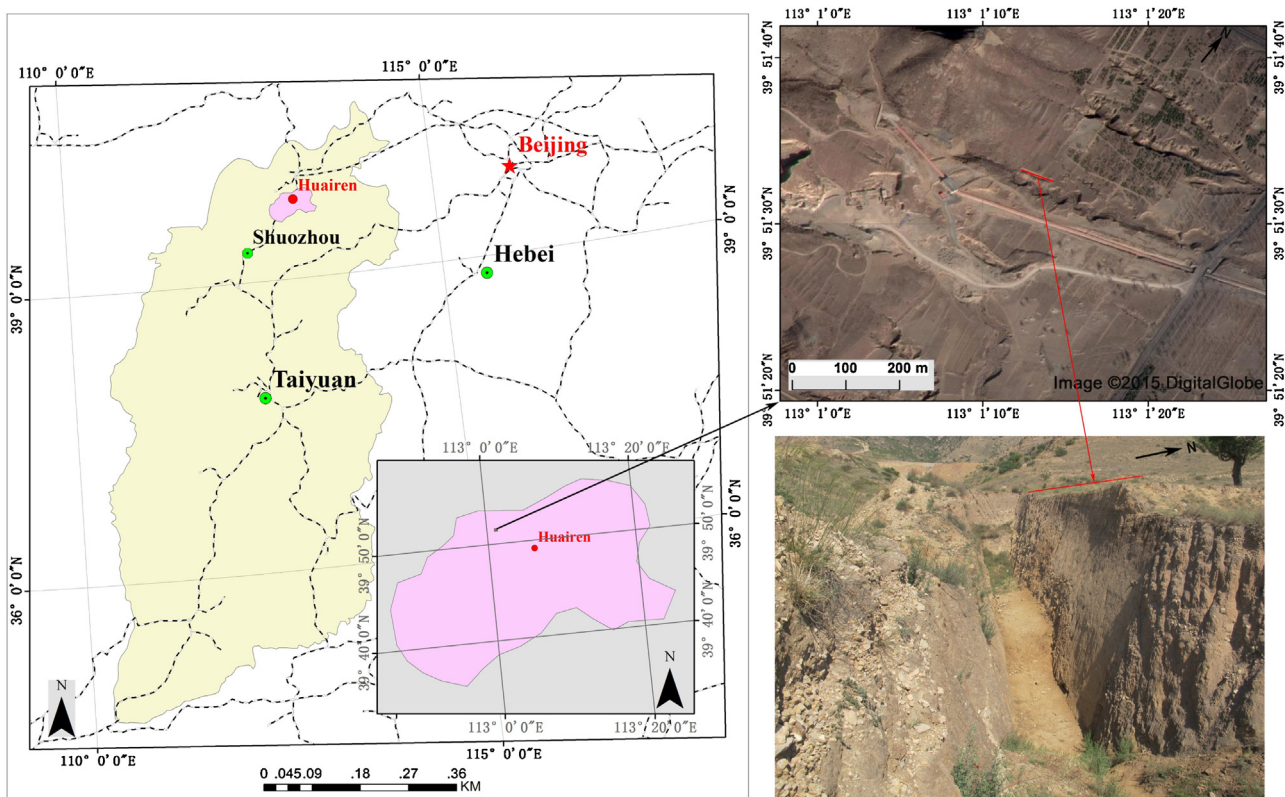 110° 0′0″E
115° 0′0″E
Beijing
Huairen
Shuozhou
Hebei
Taiyuan
39° 0′0″N
39° 0′0″N
36° 0′0″N
36° 0′0″N
113° 0′0″E
113° 20′0″E
39° 50′0″N
39° 50′0″N
Huairen
39° 40′0″N
39° 40′0″N
113° 0′0″E
113° 20′0″E
N
N
110° 0′0″E
115° 0′0″E
0 .045.09 .18 .27 .36
KM
113° 1′0″E
113° 1′10″E
113° 1′20″E
39° 51′40″N
39° 51′40″N
N
39° 51′30″N
39° 51′30″N
39° 51′20″N
39° 51′20″N
0 100 200 m
Image ©2015 DigitalGlobe
113° 1′0″E
113° 1′10″E
113° 1′20″E
N